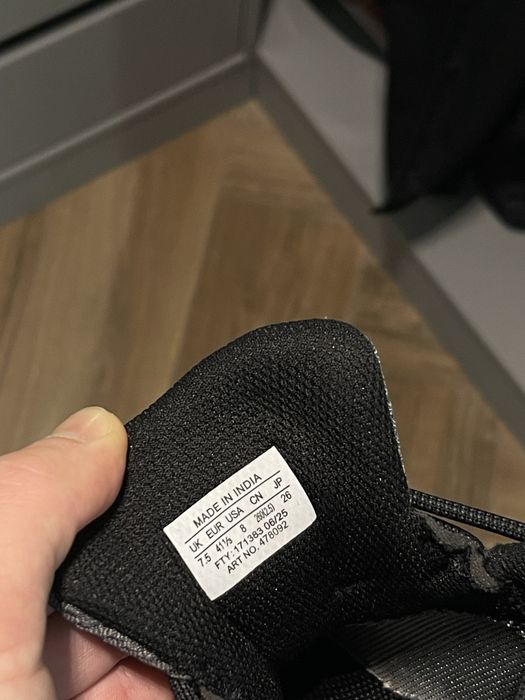 MADE IN INDIA
UK EUR USA CN JP
7.5 41⅓ 8 260(2.5) 26
FTY: 171383 06/25
ART NO. 478092